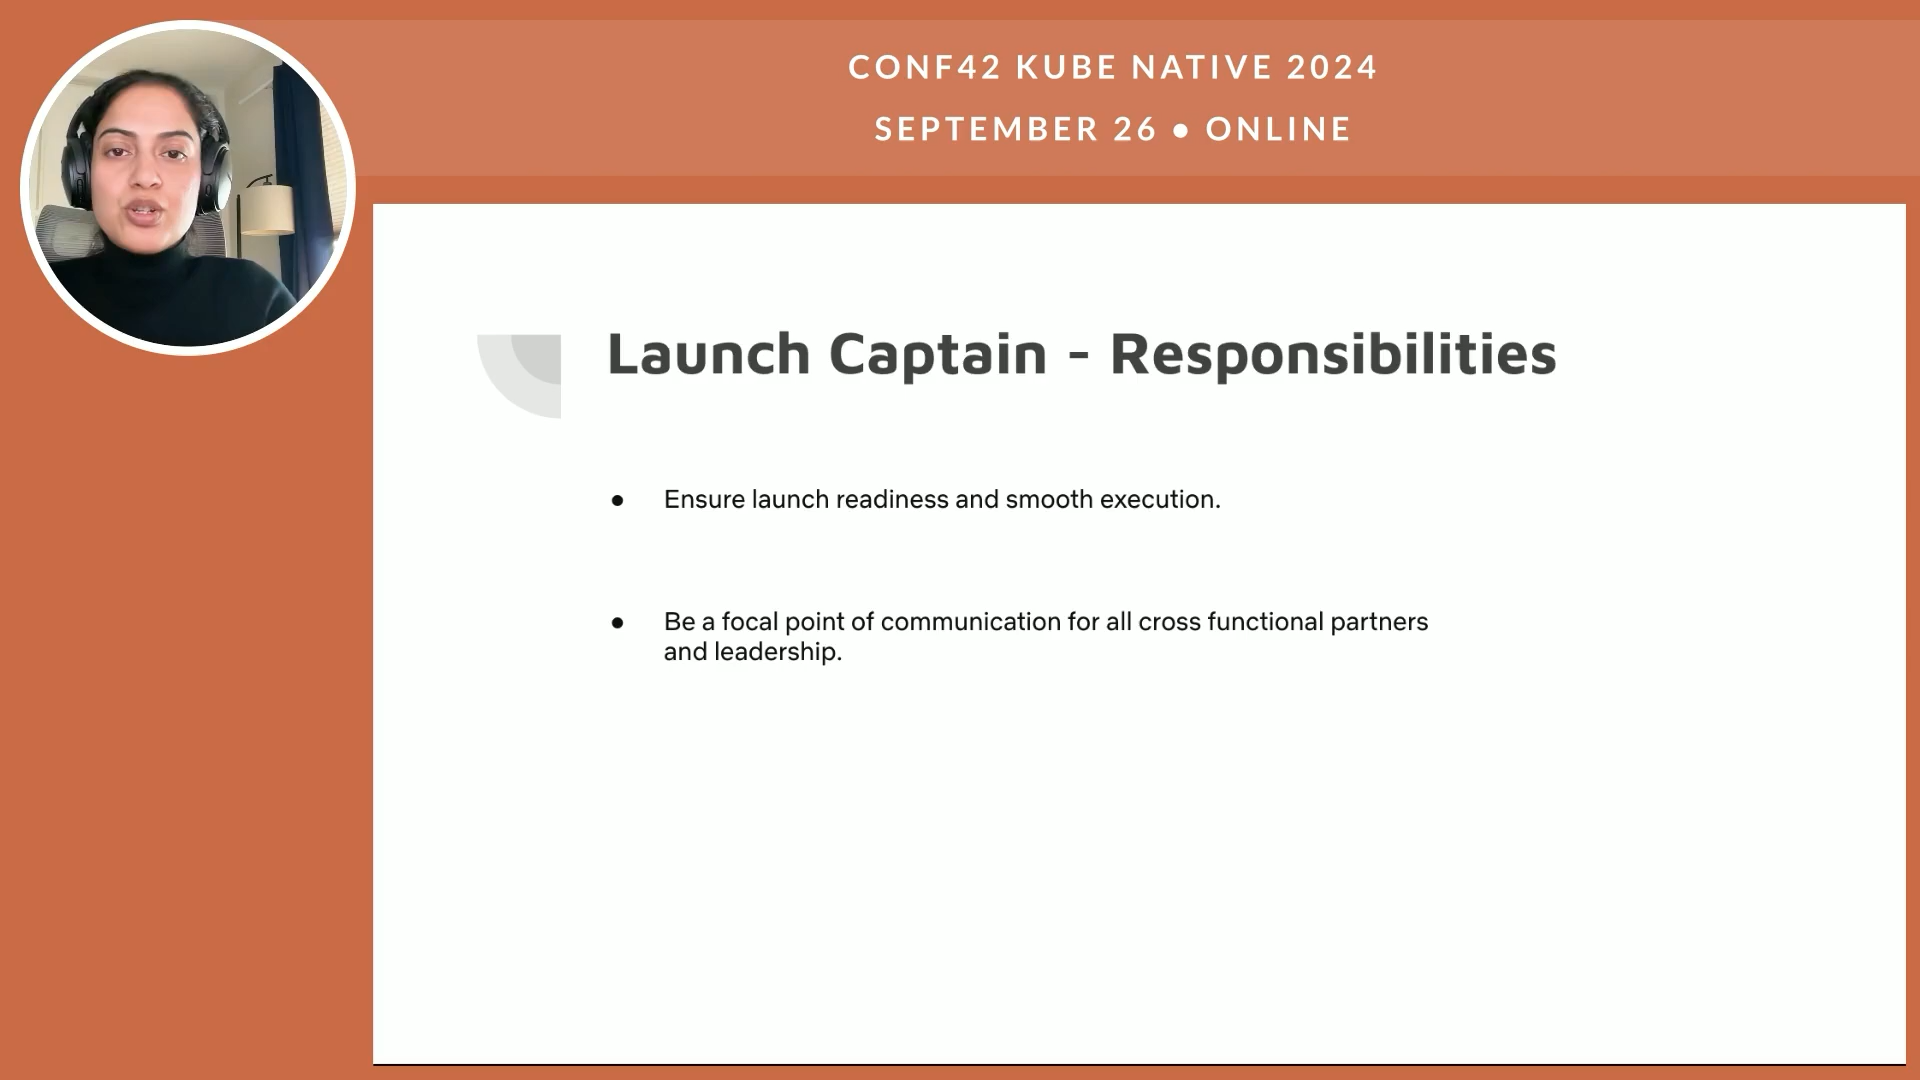 CONF42 KUBE NATIVE 2024
SEPTEMBER 26 ● ONLINE
Launch Captain - Responsibilities
● Ensure launch readiness and smooth execution.
● Be a focal point of communication for all cross functional partners
and leadership.